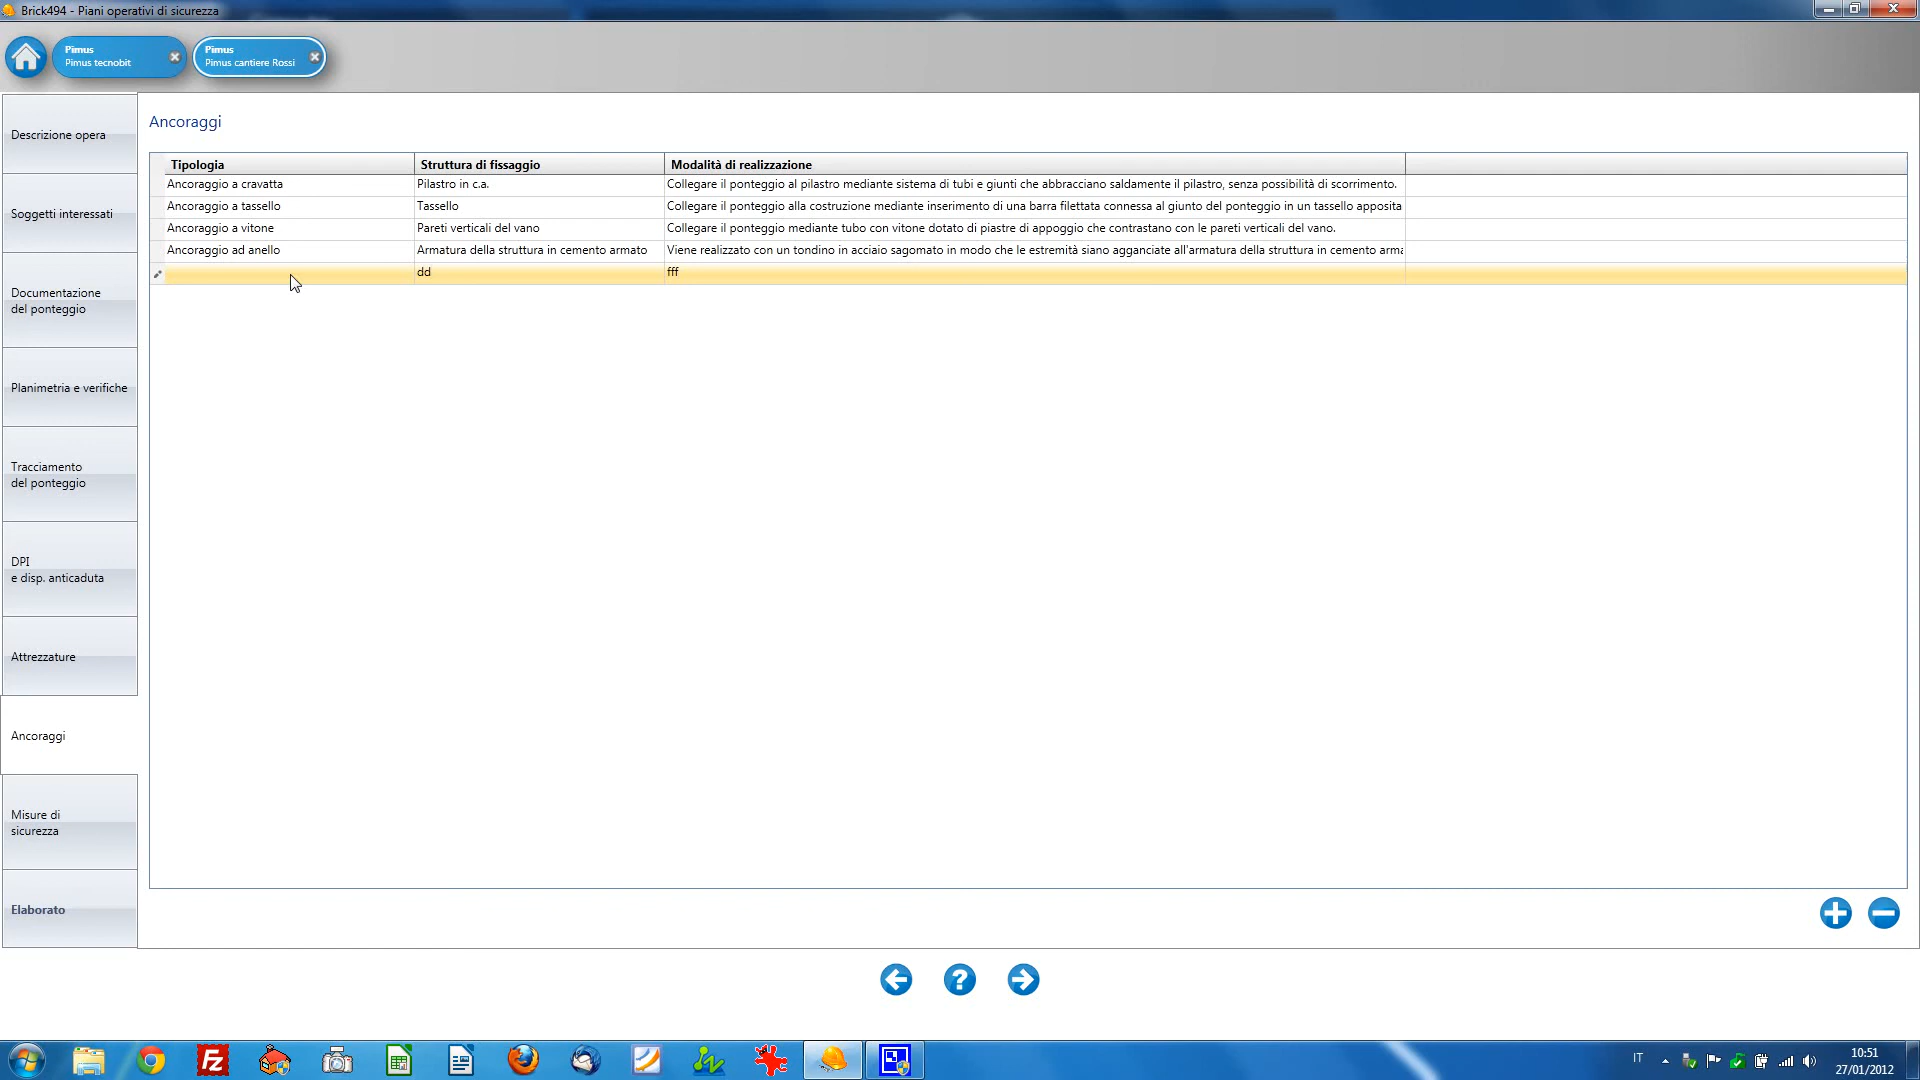 Brick494 - Piani operativi di sicurezza
Pimus
Pimus tecnobit
Pimus
Pimus cantiere Rossi
Descrizione opera
Soggetti interessati
Documentazione
del ponteggio
Planimetria e verifiche
Tracciamento
del ponteggio
DPI
e disp. anticaduta
Attrezzature
Ancoraggi
Misure di
sicurezza
Elaborato
Ancoraggi
Tipologia Struttura di fissaggio Modalità di realizzazione
Ancoraggio a cravatta Pilastro in c.a. Collegare il ponteggio al pilastro mediante sistema di tubi e giunti che abbracciano saldamente il pilastro, senza possibilità di scorrimento.
Ancoraggio a tassello Tassello Collegare il ponteggio alla costruzione mediante inserimento di una barra filettata connessa al giunto del ponteggio in un tassello apposita
Ancoraggio a vitone Pareti verticali del vano Collegare il ponteggio mediante tubo con vitone dotato di piastre di appoggio che contrastano con le pareti verticali del vano.
Ancoraggio ad anello Armatura della struttura in cemento armato Viene realizzato con un tondino in acciaio sagomato in modo che le estremità siano agganciate all'armatura della struttura in cemento arma
dd fff
IT
10:51
27/01/2012